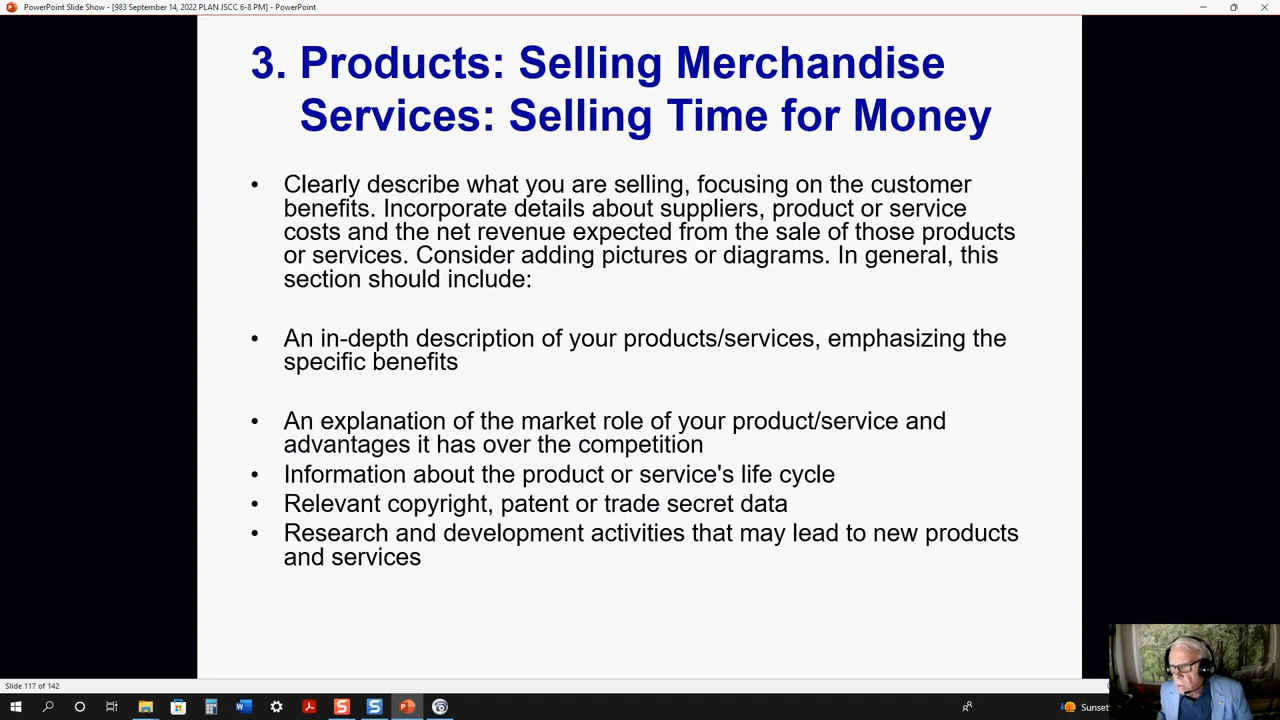 PowerPoint Slide Show - [983 September 14, 2022 PLAN JSCC 6-8 PM] - PowerPoint
3. Products: Selling Merchandise
Services: Selling Time for Money
• Clearly describe what you are selling, focusing on the customer
benefits. Incorporate details about suppliers, product or service
costs and the net revenue expected from the sale of those products
or services. Consider adding pictures or diagrams. In general, this
section should include:
• An in-depth description of your products/services, emphasizing the
specific benefits
• An explanation of the market role of your product/service and
advantages it has over the competition
• Information about the product or service's life cycle
• Relevant copyright, patent or trade secret data
• Research and development activities that may lead to new products
and services
Slide 117 of 142
Sunset